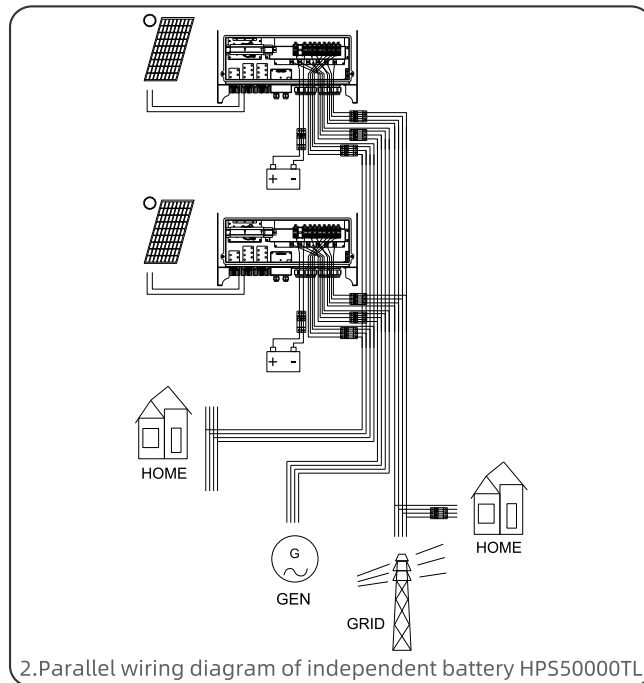 + -
+ -
HOME
HOME
G
GEN
GRID
2.Parallel wiring diagram of independent battery HPS50000TL